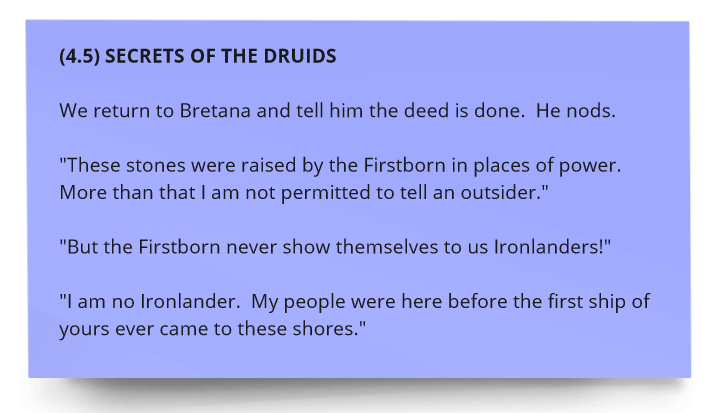 (4.5) SECRETS OF THE DRUIDS
We return to Bretana and tell him the deed is done.  He nods.
"These stones were raised by the Firstborn in places of power.
More than that I am not permitted to tell an outsider."
"But the Firstborn never show themselves to us Ironlanders!"
"I am no Ironlander.  My people were here before the first ship of
yours ever came to these shores."